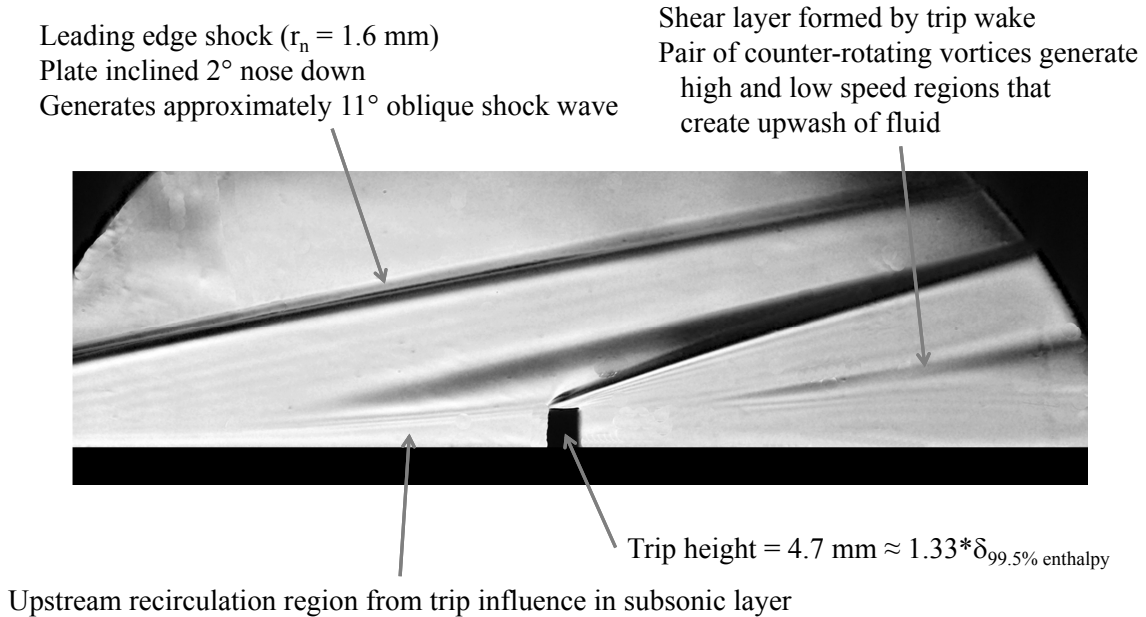 Leading edge shock (rₙ = 1.6 mm)
Plate inclined 2° nose down
Generates approximately 11° oblique shock wave
Shear layer formed by trip wake
Pair of counter-rotating vortices generate
high and low speed regions that
create upwash of fluid
Trip height = 4.7 mm ≈ 1.33*δ99.5% enthalpy
Upstream recirculation region from trip influence in subsonic layer